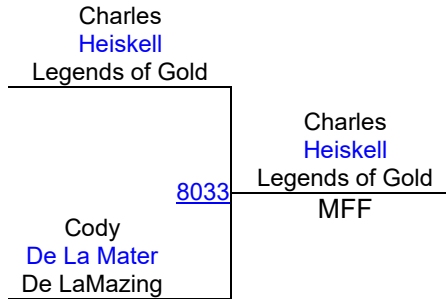 Charles
Heiskell
Legends of Gold
Charles
Heiskell
Legends of Gold
8033
MFF
Cody
De La Mater
De LaMazing